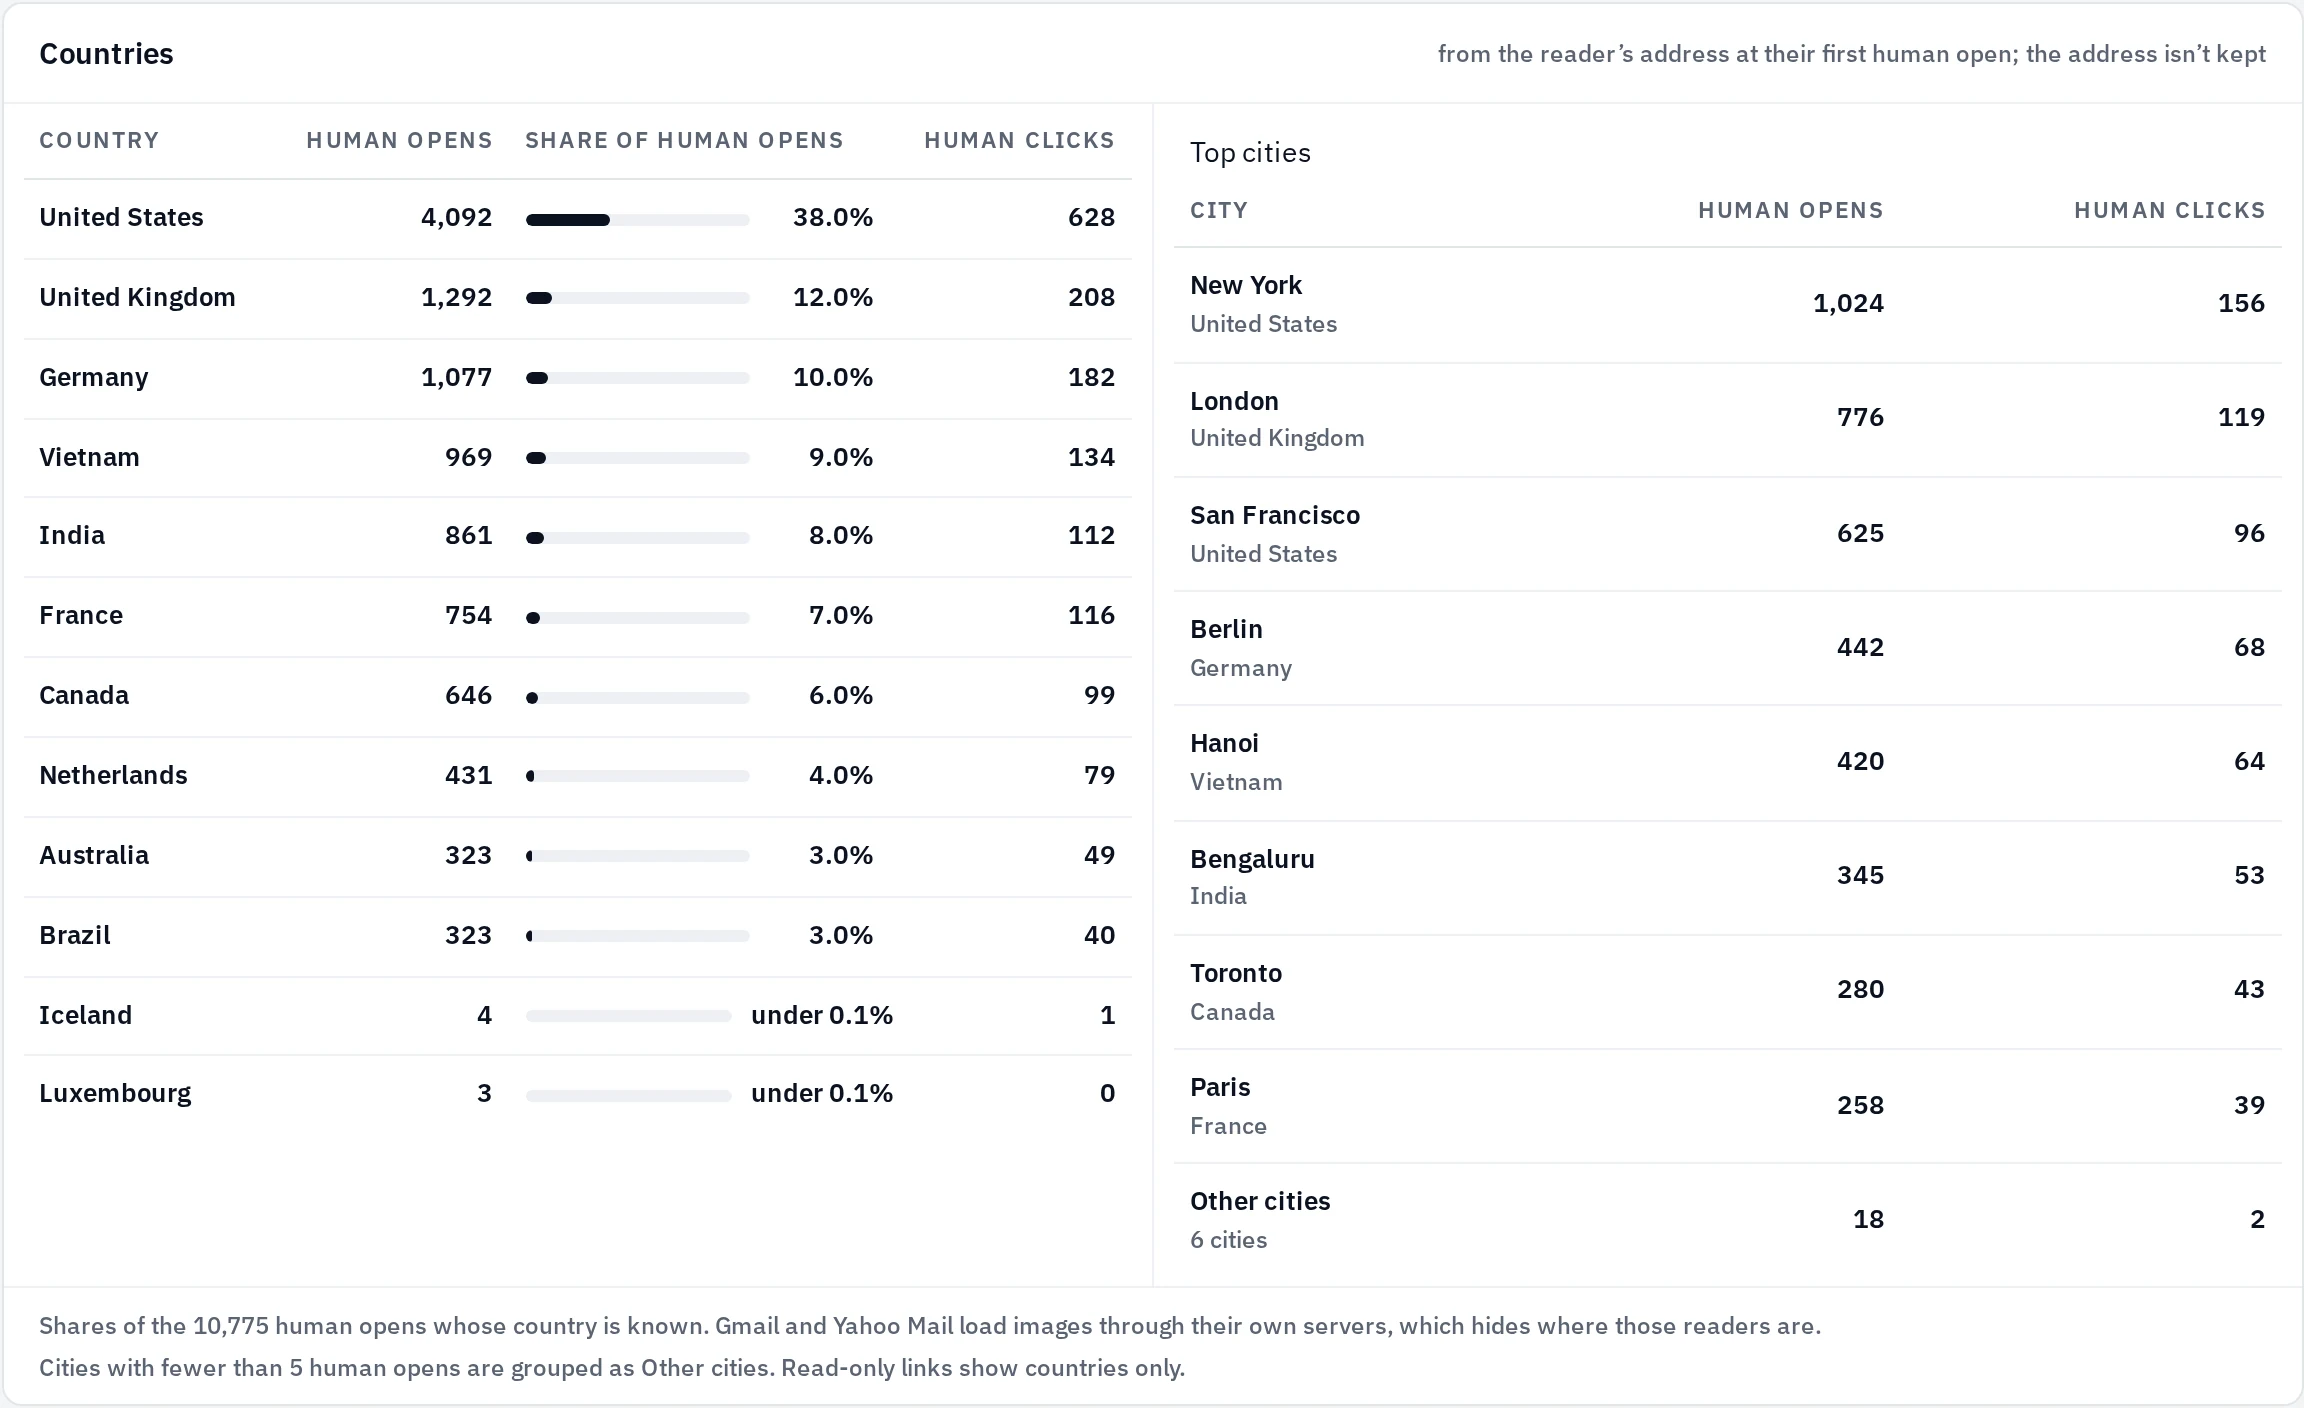 Countries
from the reader’s address at their first human open; the address isn’t kept
COUNTRY HUMAN OPENS SHARE OF HUMAN OPENS HUMAN CLICKS
United States 4,092 38.0% 628
United Kingdom 1,292 12.0% 208
Germany 1,077 10.0% 182
Vietnam 969 9.0% 134
India 861 8.0% 112
France 754 7.0% 116
Canada 646 6.0% 99
Netherlands 431 4.0% 79
Australia 323 3.0% 49
Brazil 323 3.0% 40
Iceland 4 under 0.1% 1
Luxembourg 3 under 0.1% 0
Top cities
CITY HUMAN OPENS HUMAN CLICKS
New York 1,024 156
United States
London 776 119
United Kingdom
San Francisco 625 96
United States
Berlin 442 68
Germany
Hanoi 420 64
Vietnam
Bengaluru 345 53
India
Toronto 280 43
Canada
Paris 258 39
France
Other cities 18 2
6 cities
Shares of the 10,775 human opens whose country is known. Gmail and Yahoo Mail load images through their own servers, which hides where those readers are.
Cities with fewer than 5 human opens are grouped as Other cities. Read-only links show countries only.